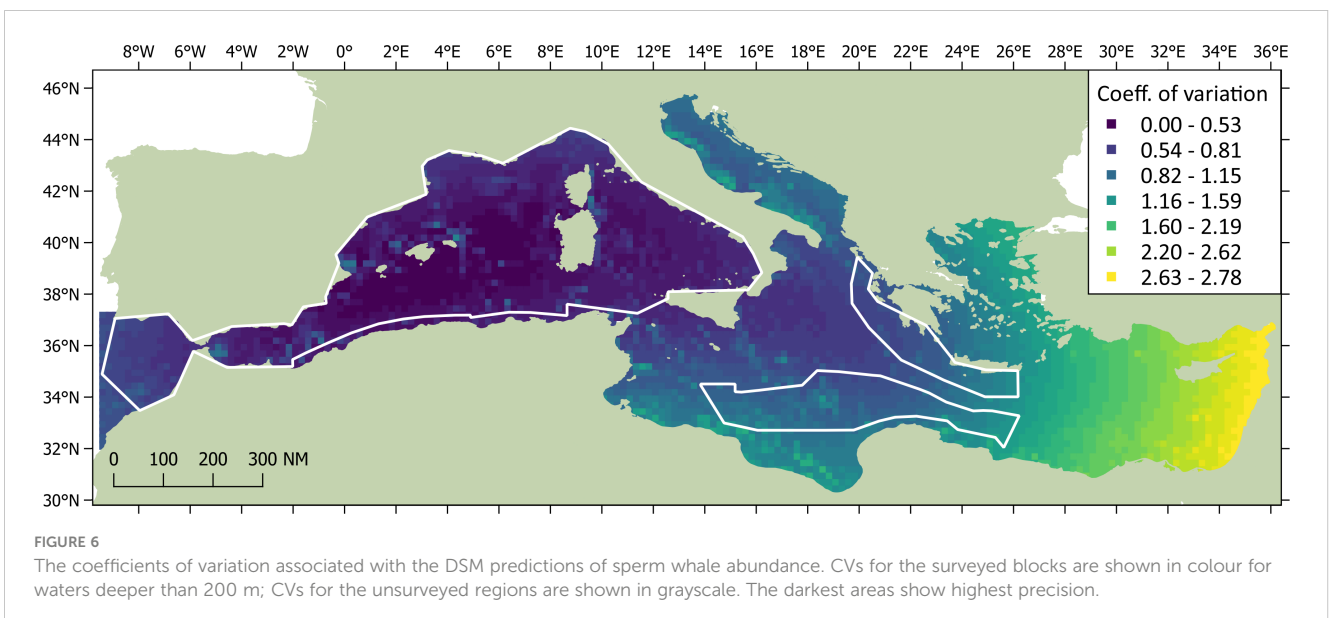 8°W 6°W 4°W 2°W 0° 2°E 4°E 6°E 8°E 10°E 12°E 14°E 16°E 18°E 20°E 22°E 24°E 26°E 28°E 30°E 32°E 34°E 36°E
46°N
44°N
42°N
40°N
38°N
36°N
34°N
32°N
30°N
Coeff. of variation
0.00 - 0.53
0.54 - 0.81
0.82 - 1.15
1.16 - 1.59
1.60 - 2.19
2.20 - 2.62
2.63 - 2.78
0 100 200 300 NM
FIGURE 6
The coefficients of variation associated with the DSM predictions of sperm whale abundance. CVs for the surveyed blocks are shown in colour for
waters deeper than 200 m; CVs for the unsurveyed regions are shown in grayscale. The darkest areas show highest precision.